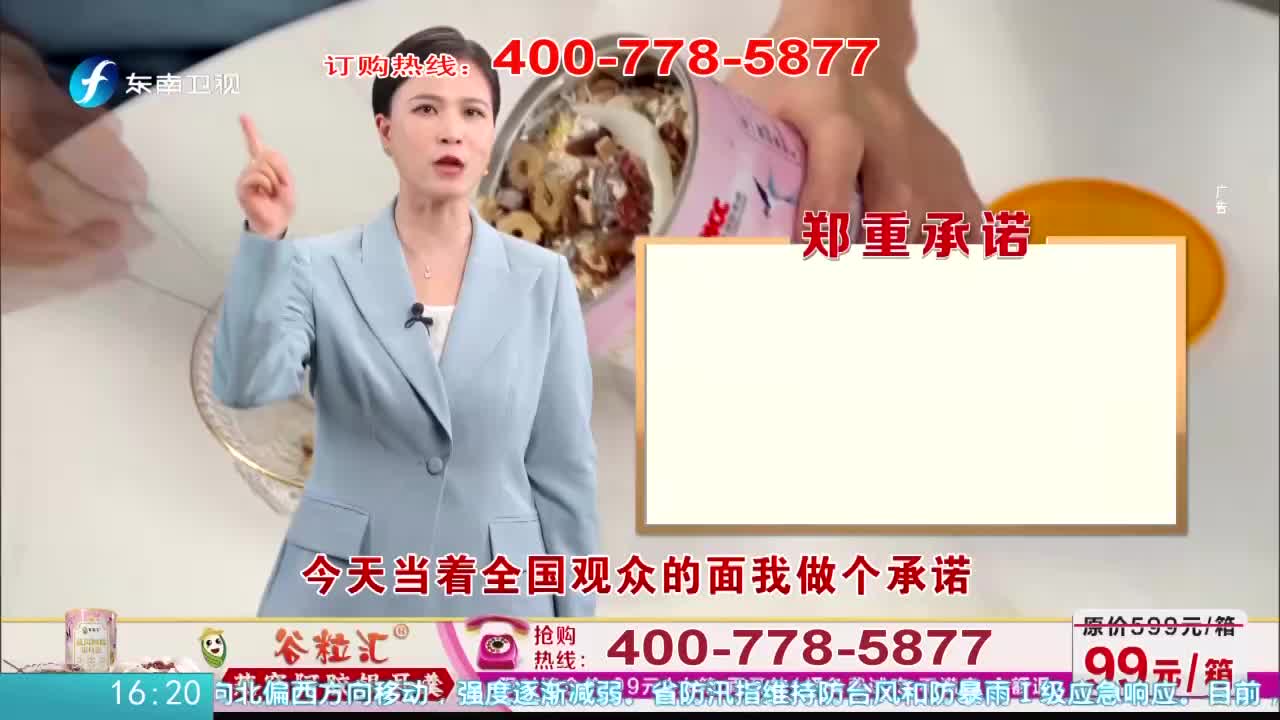 订购热线：400-778-5877
东南卫视
广告
郑重承诺
今天当着全国观众的面我做个承诺
谷粒汇®
抢购热线：
400-778-5877
原价599元/箱
99元/箱
16:20
向北偏西方向移动，强度逐渐减弱。省防汛指维持防台风和防暴雨Ⅰ级应急响应。目前